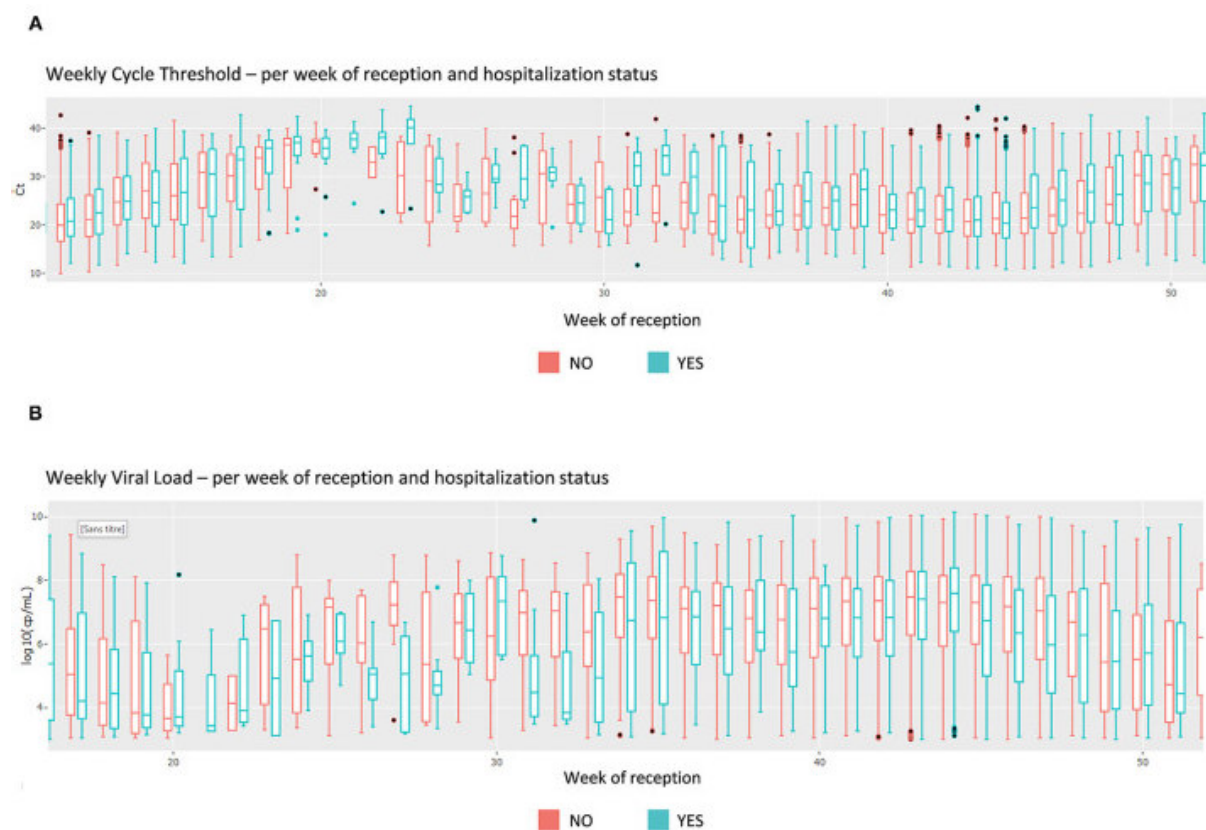 A
Weekly Cycle Threshold – per week of reception and hospitalization status
40
30
20
10
Ct
20
30
40
50
Week of reception
NO
YES
B
Weekly Viral Load – per week of reception and hospitalization status
[Sans titre]
10
8
6
4
log10(cp/mL)
20
30
40
50
Week of reception
NO
YES